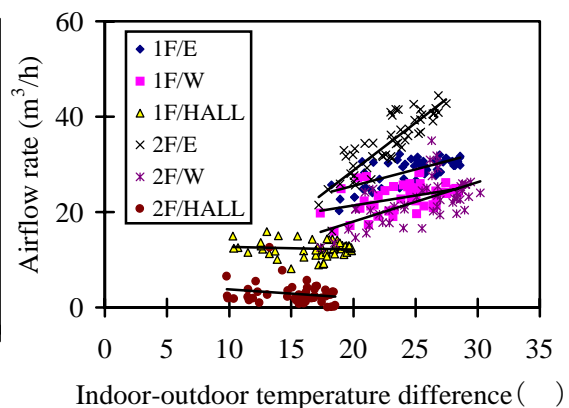 60
40
20
0
Airflow rate (m³/h)
1F/E
1F/W
1F/HALL
2F/E
2F/W
2F/HALL
0 5 10 15 20 25 30 35
Indoor-outdoor temperature difference( )